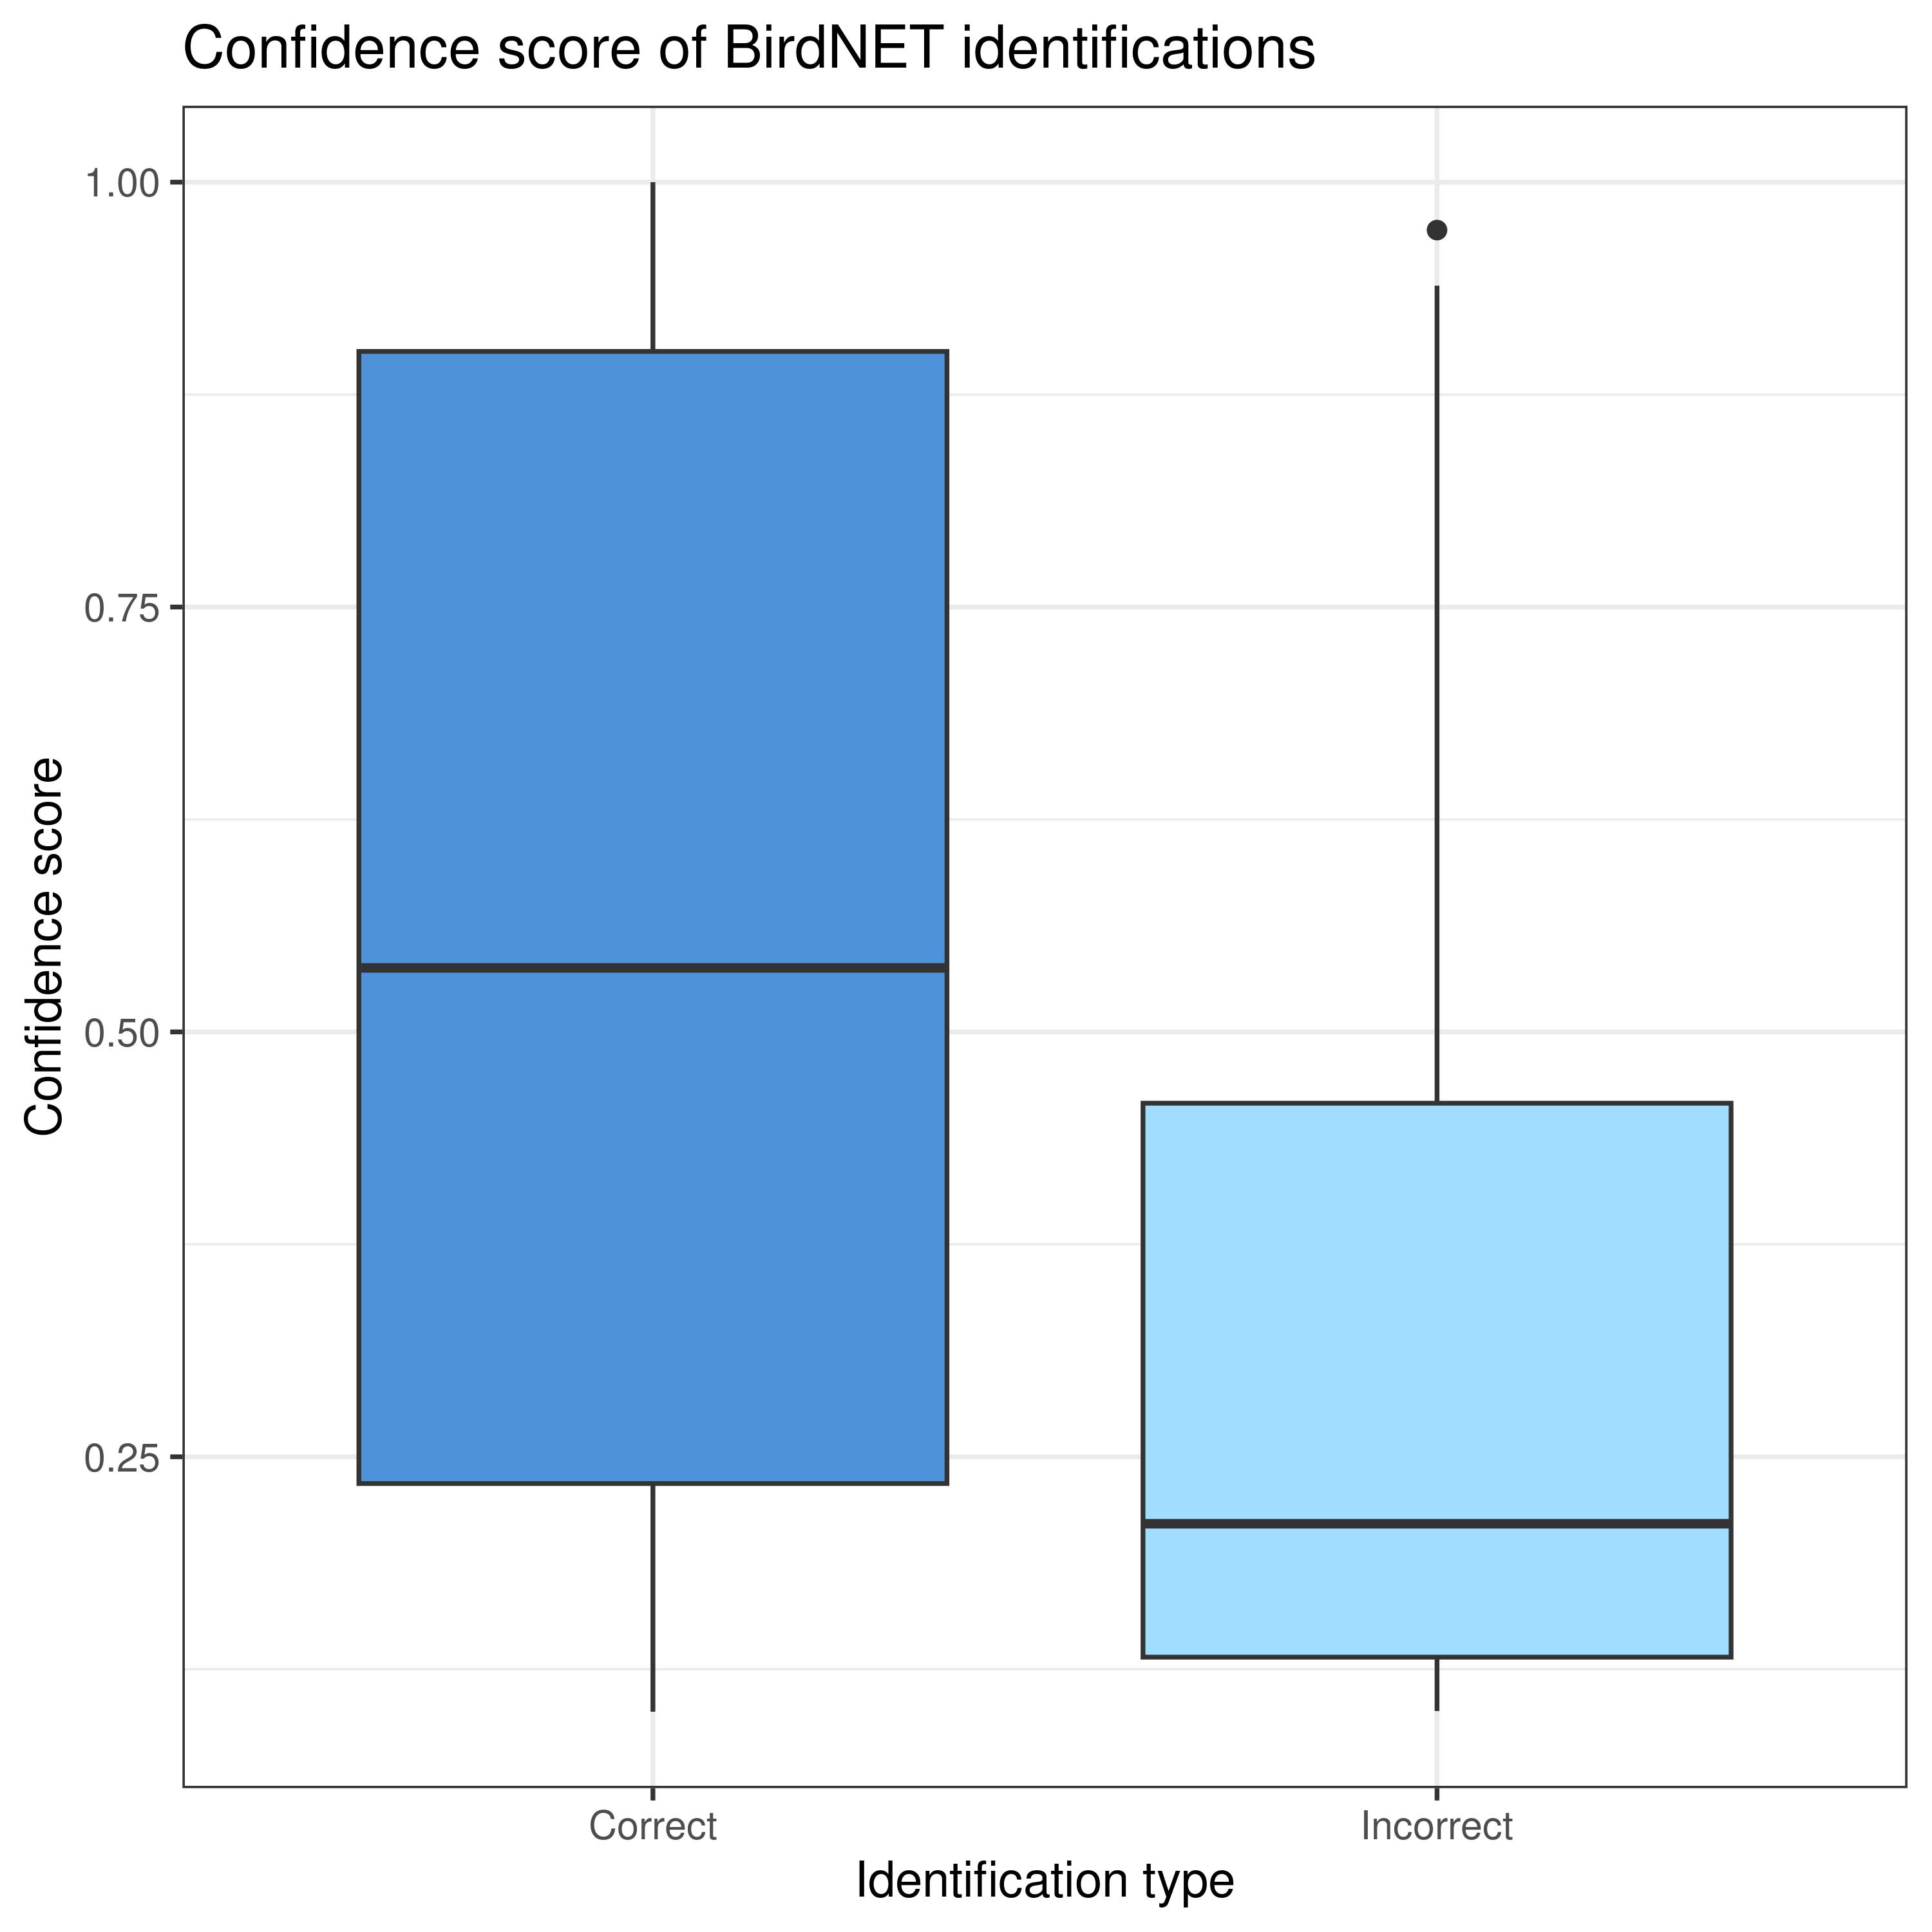 Confidence score of BirdNET identifications
1.00
0.75
0.50
0.25
Confidence score
Correct
Incorrect
Identification type